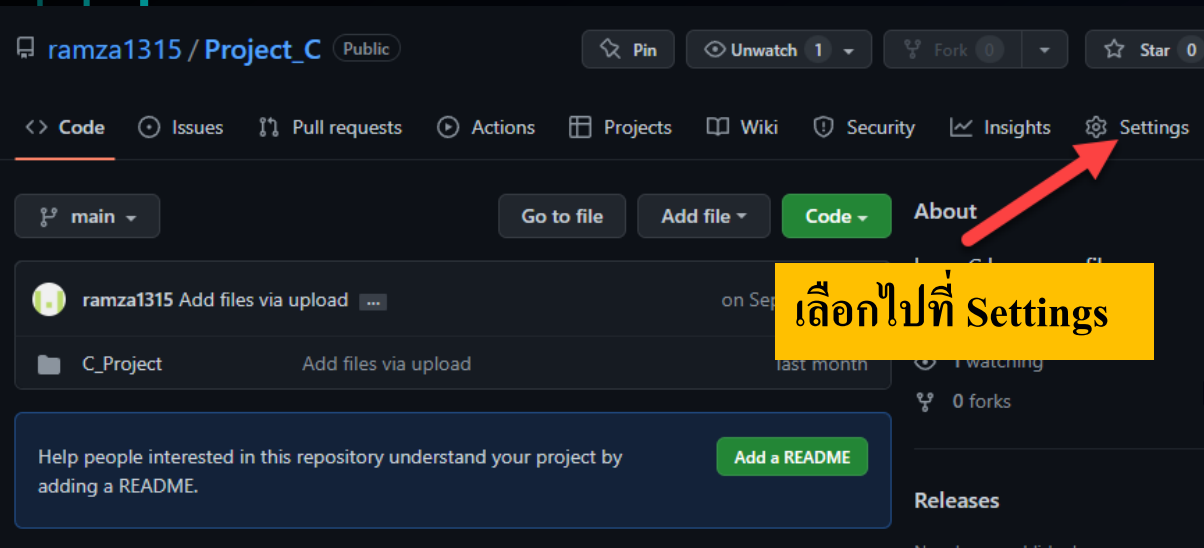 ramza1315 / Project_C Public
Pin
Unwatch 1
Fork 0
Star 0
Code
Issues
Pull requests
Actions
Projects
Wiki
Security
Insights
Settings
main
Go to file
Add file
Code
About
ramza1315 Add files via upload ...
on Sep
เลือกไปที่ Settings
C_Project
Add files via upload
last month
1 watching
0 forks
Help people interested in this repository understand your project by
adding a README.
Add a README
Releases